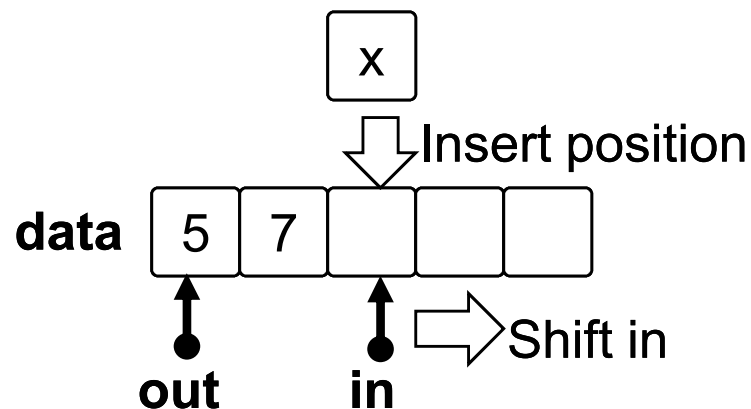 x
Insert position
data 5 7
Shift in
out in